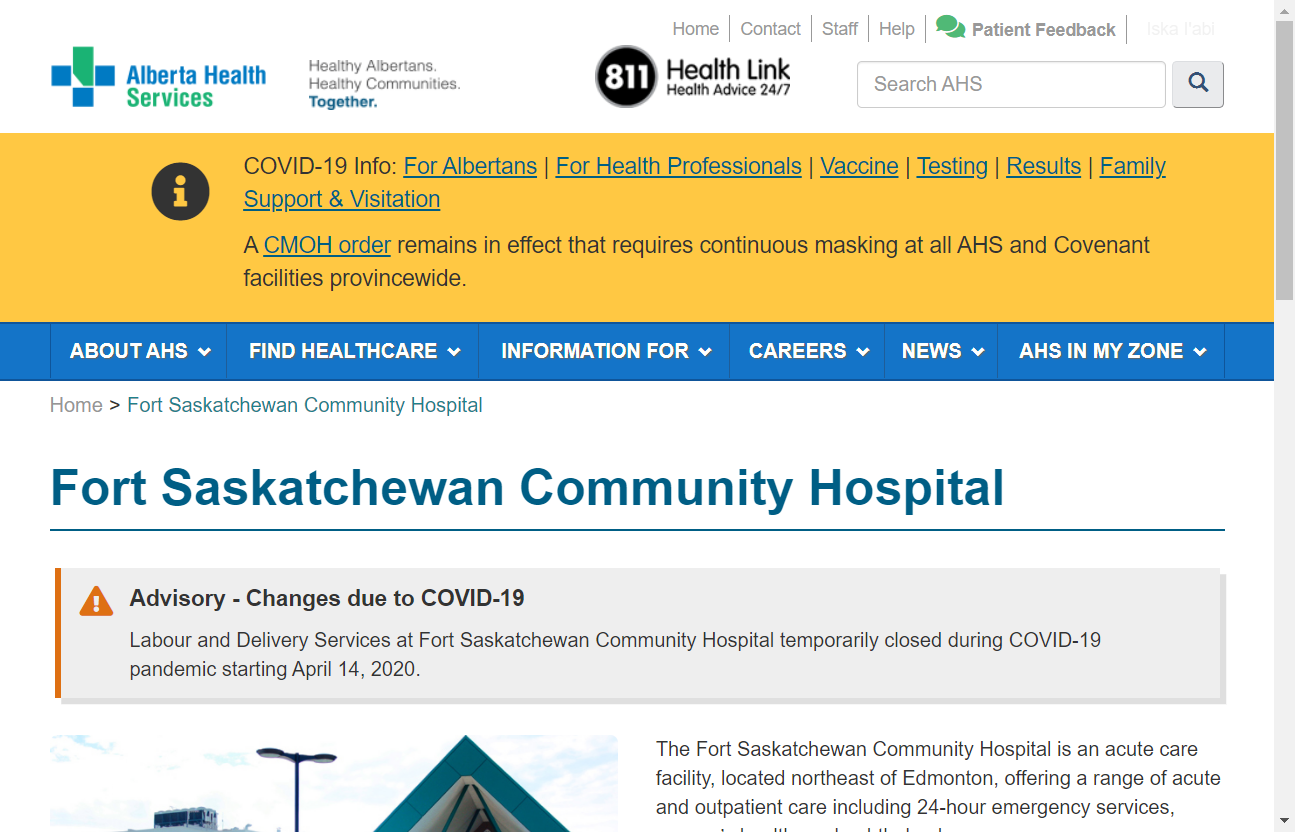 Home Contact Staff Help Patient Feedback Iska l'abi
Alberta Health
Services
Healthy Albertans.
Healthy Communities.
Together.
811 Health Link
Health Advice 24/7
Search AHS
COVID-19 Info: For Albertans | For Health Professionals | Vaccine | Testing | Results | Family
Support & Visitation
A CMOH order remains in effect that requires continuous masking at all AHS and Covenant
facilities provincewide.
ABOUT AHS FIND HEALTHCARE INFORMATION FOR CAREERS NEWS AHS IN MY ZONE
Home > Fort Saskatchewan Community Hospital
Fort Saskatchewan Community Hospital
Advisory - Changes due to COVID-19
Labour and Delivery Services at Fort Saskatchewan Community Hospital temporarily closed during COVID-19
pandemic starting April 14, 2020.
The Fort Saskatchewan Community Hospital is an acute care
facility, located northeast of Edmonton, offering a range of acute
and outpatient care including 24-hour emergency services,